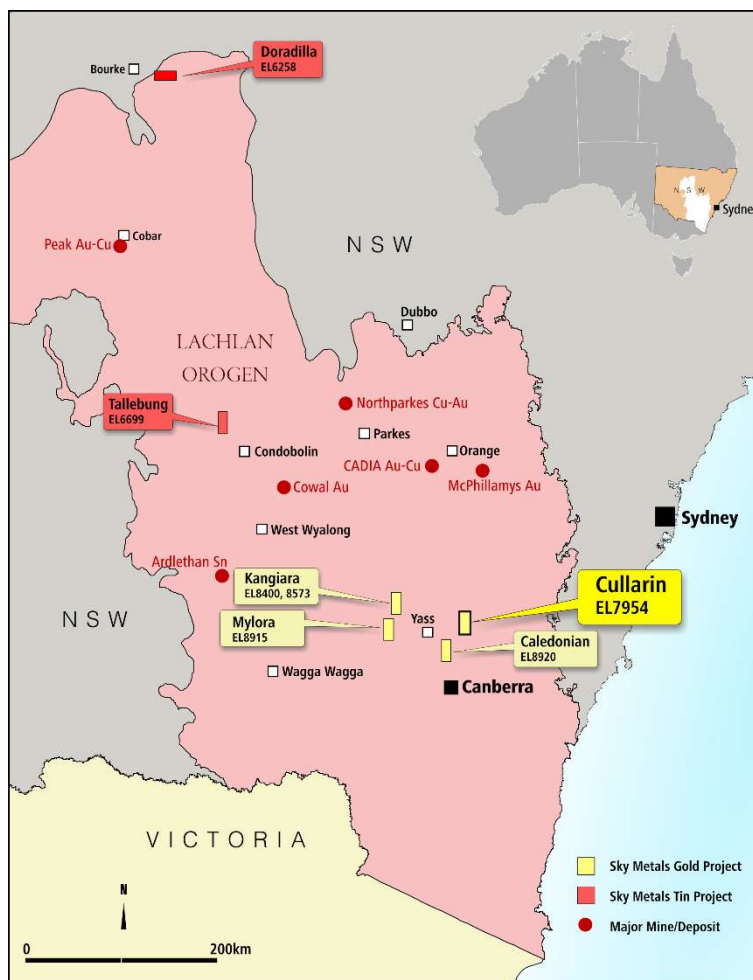 Doradilla
EL6258
Bourke
N S W
Sydne
Cobar
Peak Au-Cu
NSW
Dubbo
LACHLAN
OROGEN
Tallebung
EL6699
Northparkes Cu-Au
Parkes
Condobolin
Orange
CADIA Au-Cu
McPhillamys Au
Cowal Au
Sydney
West Wyalong
Ardlethan Sn
Kangiara
EL8400, 8573
Cullarin
EL7954
NSW
Mylora
EL8915
Yass
Caledonian
EL8920
Wagga Wagga
Canberra
VICTORIA
Sky Metals Gold Project
Sky Metals Tin Project
Major Mine/Deposit
N
0
200km